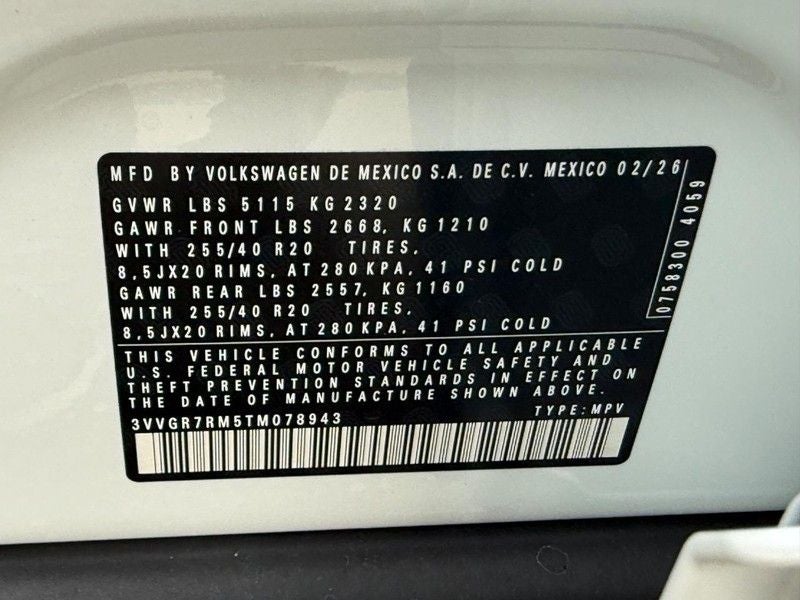 MFD BY VOLKSWAGEN DE MEXICO S.A. DE C.V. MEXICO 02/26
GVWR LBS 5115 KG 2320
GAWR FRONT LBS 2668, KG 1210
WITH 255/40 R20 TIRES,
8,5JX20 RIMS, AT 280 KPA, 41 PSI COLD
GAWR REAR LBS 2557, KG 1160
WITH 255/40 R20 TIRES,
8,5JX20 RIMS, AT 280 KPA, 41 PSI COLD
0758300 4059
THIS VEHICLE CONFORMS TO ALL APPLICABLE
U.S. FEDERAL MOTOR VEHICLE SAFETY AND
THEFT PREVENTION STANDARDS IN EFFECT ON
THE DATE OF MANUFACTURE SHOWN ABOVE.
3VVGR7RM5TM078943 TYPE: MPV